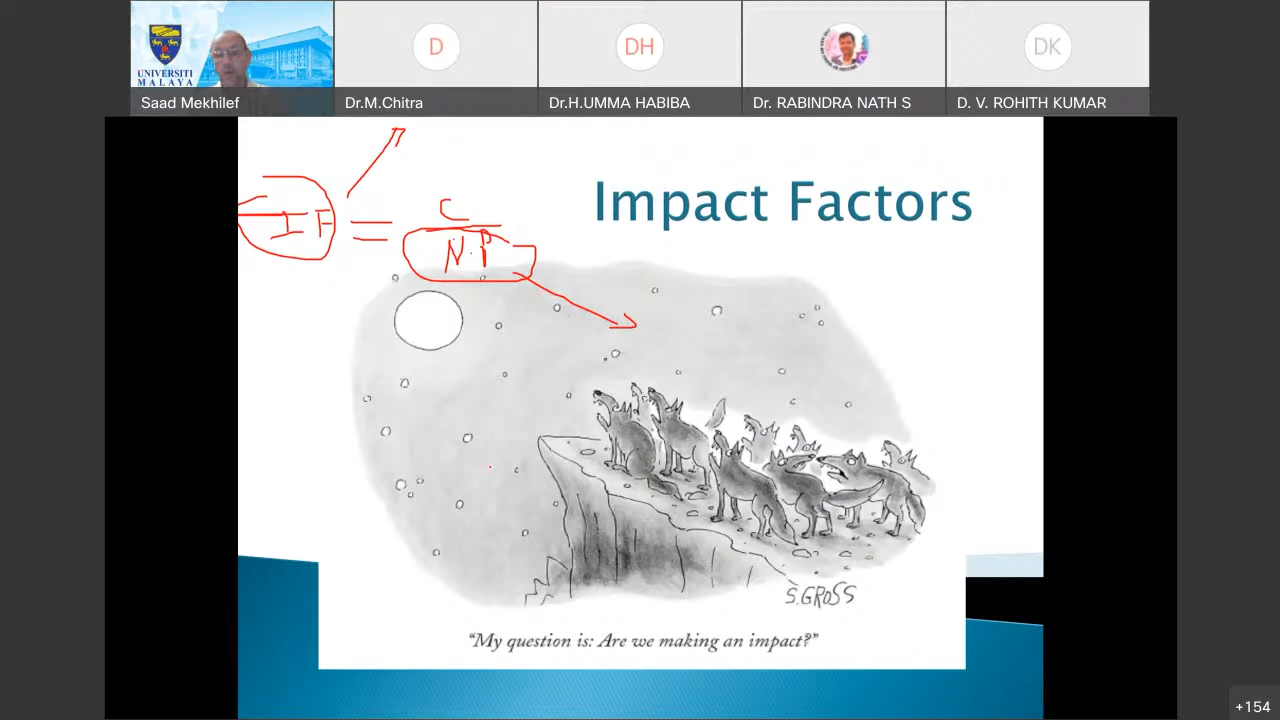 UNIVERSITI
MALAYA
D
DH
DK
Saad Mekhilef
Dr.M.Chitra
Dr.H.UMMA HABIBA
Dr. RABINDRA NATH S
D. V. ROHITH KUMAR
Impact Factors
IF = C
N.P
S.GROSS
“My question is: Are we making an impact?”
+154